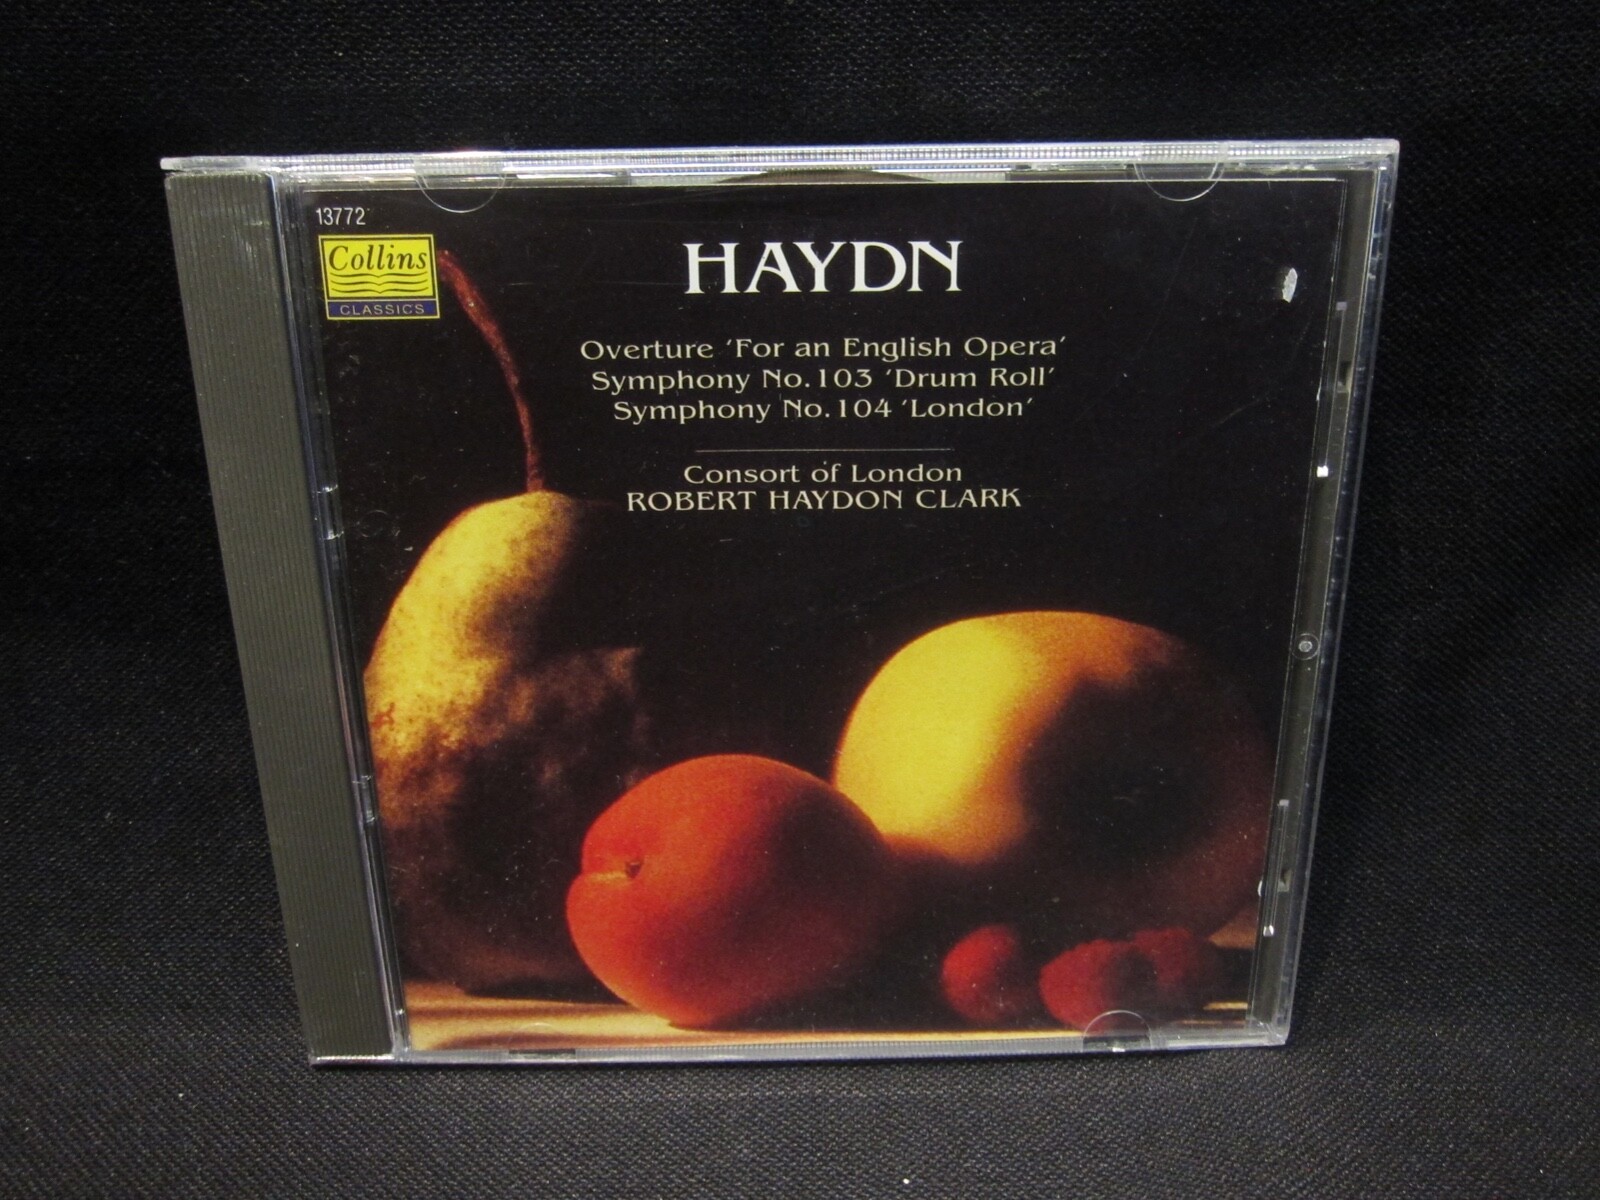 13772
Collins
CLASSICS
HAYDN
Overture 'For an English Opera'
Symphony No.103 'Drum Roll'
Symphony No.104 'London'
Consort of London
ROBERT HAYDON CLARK